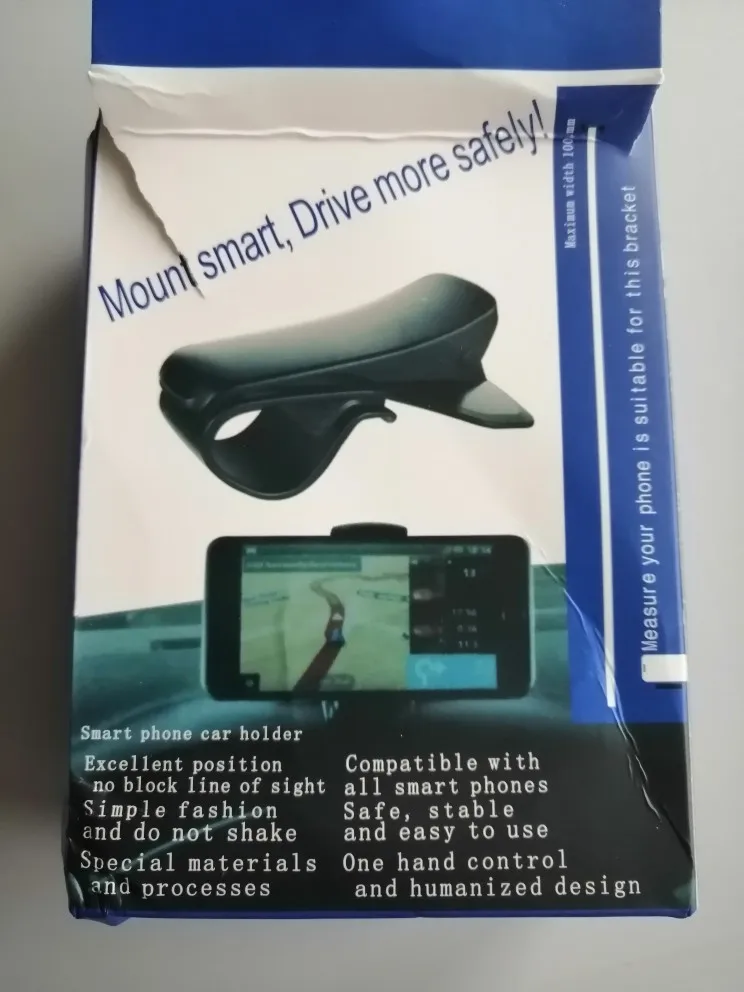 Mount smart, Drive more safely!
Maximum width 100mm
Measure your phone is suitable for this bracket
Smart phone car holder
Excellent position
no block line of sight
Simple fashion
and do not shake
Special materials
and processes
Compatible with
all smart phones
Safe, stable
and easy to use
One hand control
and humanized design